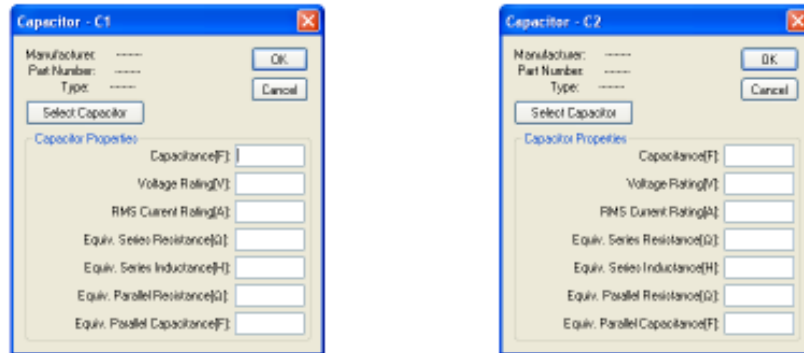 Capacitor - C1
Manufacturer: ------
Part Number: ------
Type: ------
OK
Cancel
Select Capacitor
Capacitor Properties
Capacitance[F]:
Voltage Rating[V]:
RMS Current Rating[A]:
Equiv. Series Resistance[Ω]:
Equiv. Series Inductance[H]:
Equiv. Parallel Resistance[Ω]:
Equiv. Parallel Capacitance[F]:
Capacitor - C2
Manufacturer: ------
Part Number: ------
Type: ------
OK
Cancel
Select Capacitor
Capacitor Properties
Capacitance[F]:
Voltage Rating[V]:
RMS Current Rating[A]:
Equiv. Series Resistance[Ω]:
Equiv. Series Inductance[H]:
Equiv. Parallel Resistance[Ω]:
Equiv. Parallel Capacitance[F]: